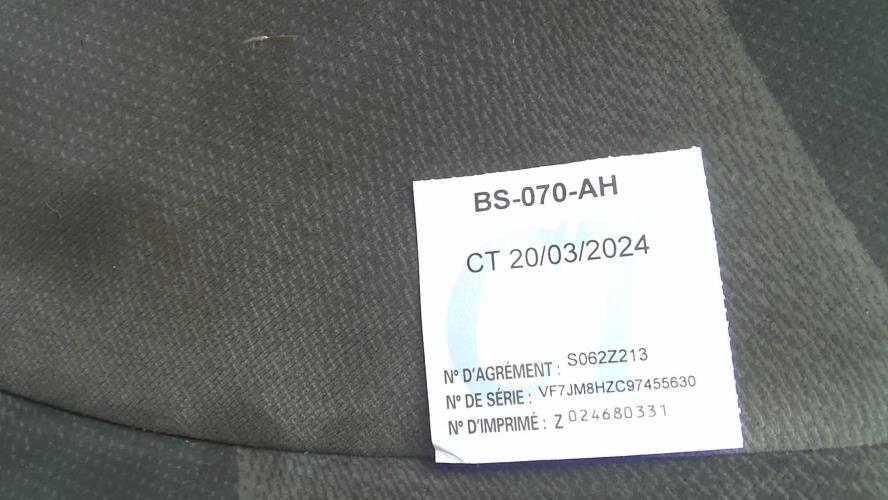 BS-070-AH
CT 20/03/2024
N° D'AGRÉMENT : S062Z213
N° DE SÉRIE : VF7JM8HZC97455630
N° D'IMPRIMÉ : Z 024680331